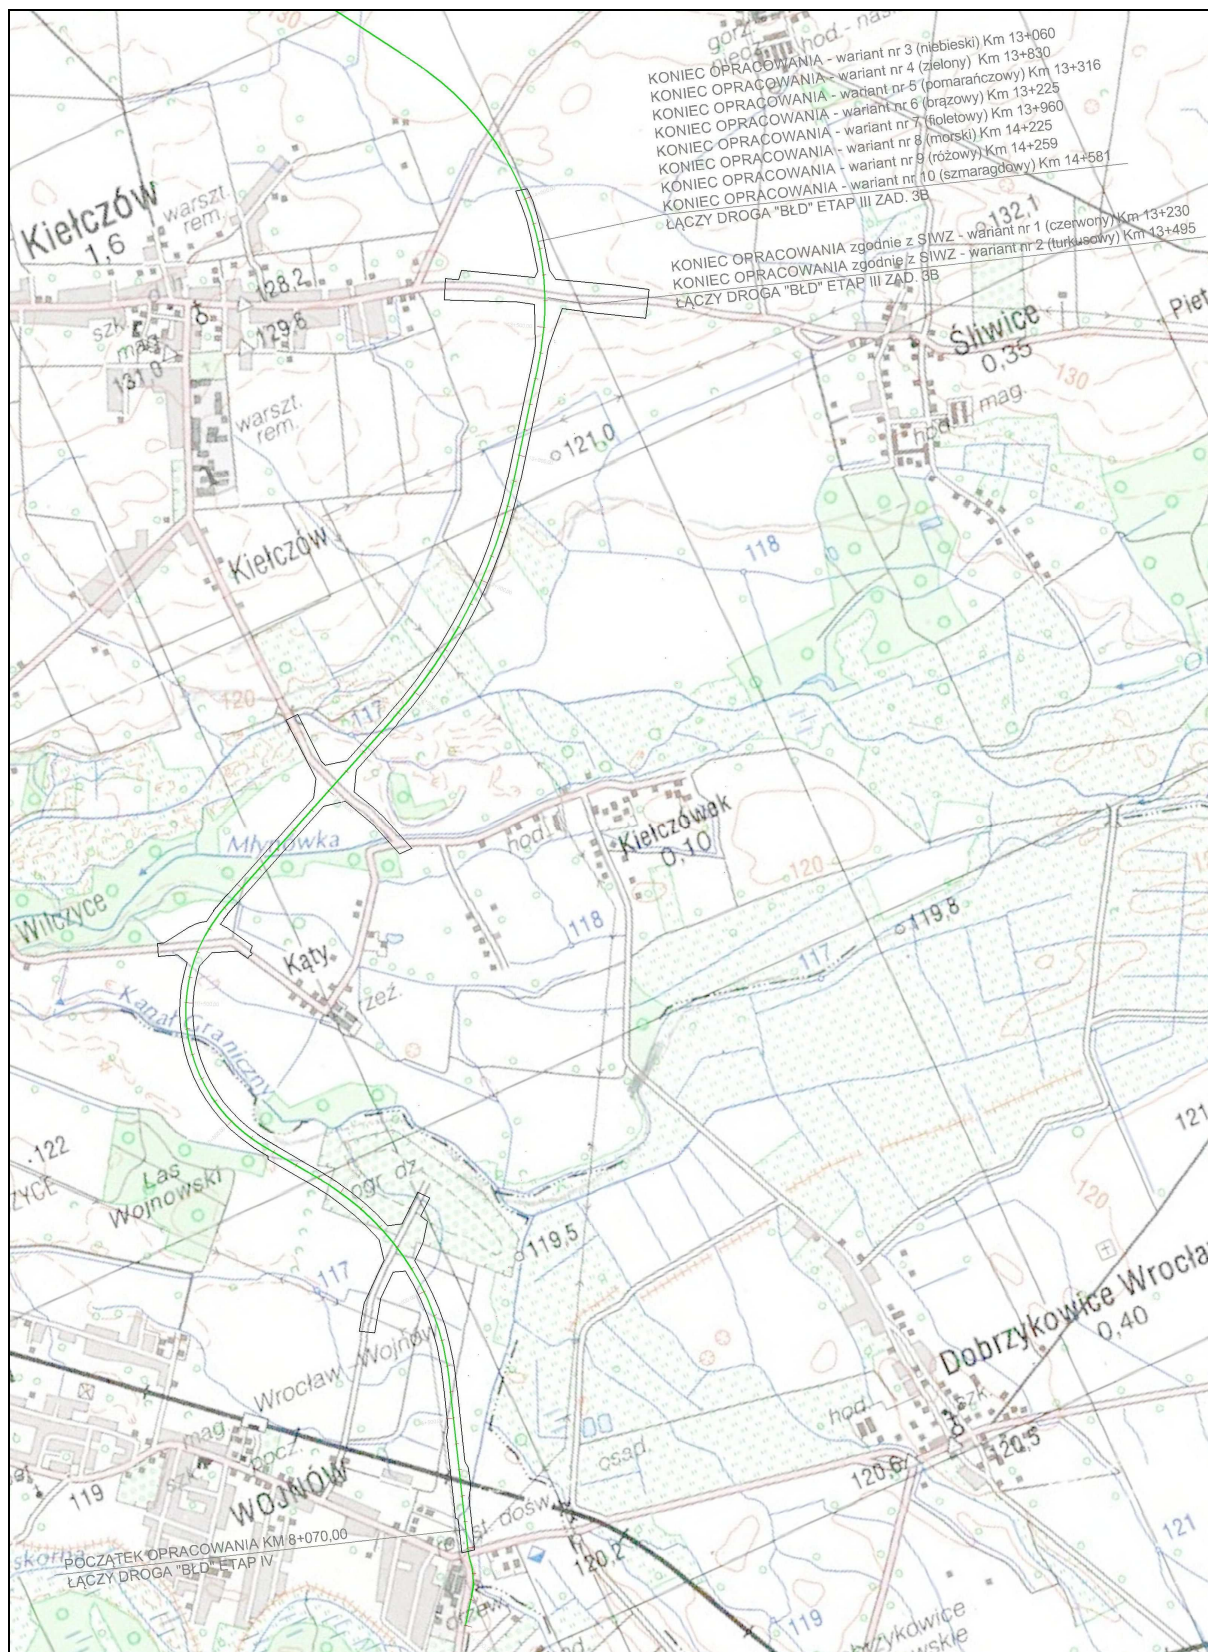 130
gorz.
hod - nas.
KONIEC OPRACOWANIA - wariant nr 3 (niebieski) Km 13+060
KONIEC OPRACOWANIA - wariant nr 4 (zielony) Km 13+830
KONIEC OPRACOWANIA - wariant nr 5 (pomarańczowy) Km 13+316
KONIEC OPRACOWANIA - wariant nr 6 (brązowy) Km 13+225
KONIEC OPRACOWANIA - wariant nr 7 (fioletowy) Km 13+960
KONIEC OPRACOWANIA - wariant nr 8 (morski) Km 14+225
KONIEC OPRACOWANIA - wariant nr 9 (różowy) Km 14+259
KONIEC OPRACOWANIA - wariant nr 10 (szmaragdowy) Km 14+581
ŁĄCZY DROGA "BŁD" ETAP III ZAD. 3B
132,1
KONIEC OPRACOWANIA zgodnie z SIWZ - wariant nr 1 (czerwony) Km 13+230
KONIEC OPRACOWANIA zgodnie z SIWZ - wariant nr 2 (turkusowy) Km 13+495
ŁĄCZY DROGA "BŁD" ETAP III ZAD. 3B
Kiełczów
1,6
warszt.
rem.
128,2
129,6
szk.
mag.
131,0
warszt.
rem.
Śliwice
0,35
130
mag.
hod.
121,0
Kiełczów
118
120
117
Młynówka
hod.
Kiełczówek
0,10
120
Wilczyce
118
119,8
117
Kąty
rzeź.
Kanał Graniczny
122
Las
Wojnowski
ogr. dz.
119,5
121
120
117
Wrocław - Wojnów
Dobrzykowice Wrocła
0,40
hod.
szk.
120,5
120,6
osad.
mag.
pocz.
szk.
WOJNÓW
119
st. dośw.
POCZĄTEK OPRACOWANIA KM 8+070,00
ŁĄCZY DROGA "BŁD" ETAP IV
120,2
121
119
drzew.